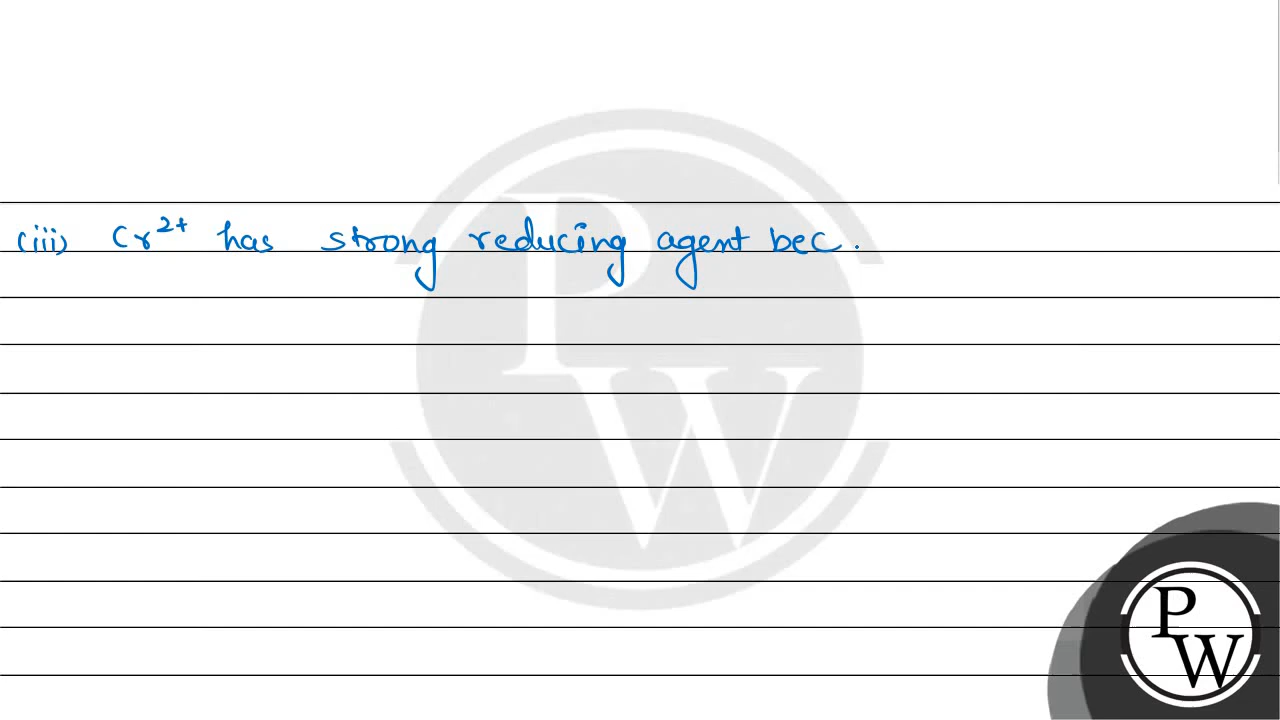 (iii) Cr²⁺ has strong reducing agent bec.
P
W
P
W